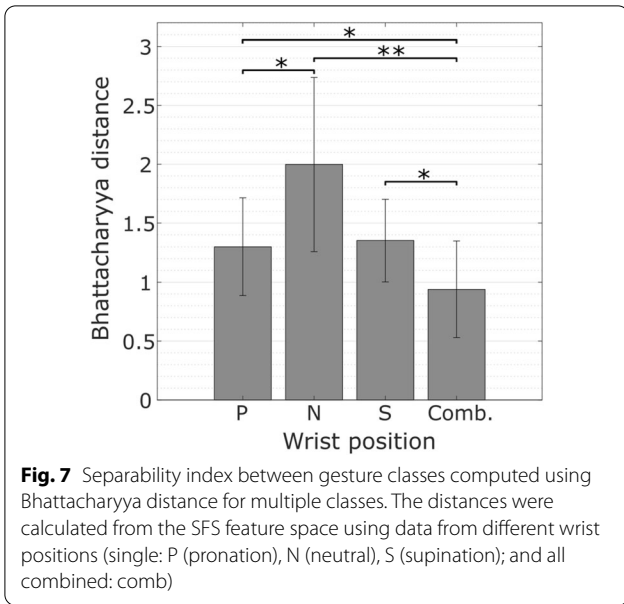 3
2.5
2
1.5
1
0.5
0
Bhattacharyya distance
*
*
**
*
P N S Comb.
Wrist position
Fig. 7 Separability index between gesture classes computed using
Bhattacharyya distance for multiple classes. The distances were
calculated from the SFS feature space using data from different wrist
positions (single: P (pronation), N (neutral), S (supination); and all
combined: comb)